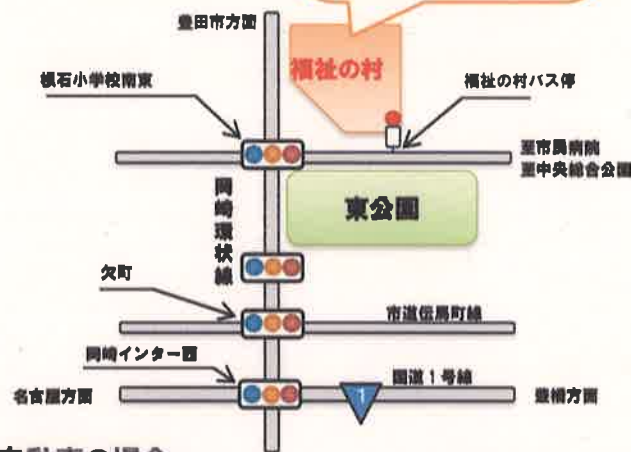 豊田市方面
福祉の村
根石小学校南東
福祉の村バス停
至市民病院
至中央総合公園
岡崎環状線
東公園
欠町
市道伝馬町線
岡崎インター西
国道1号線
名古屋方面
1
豊橋方面